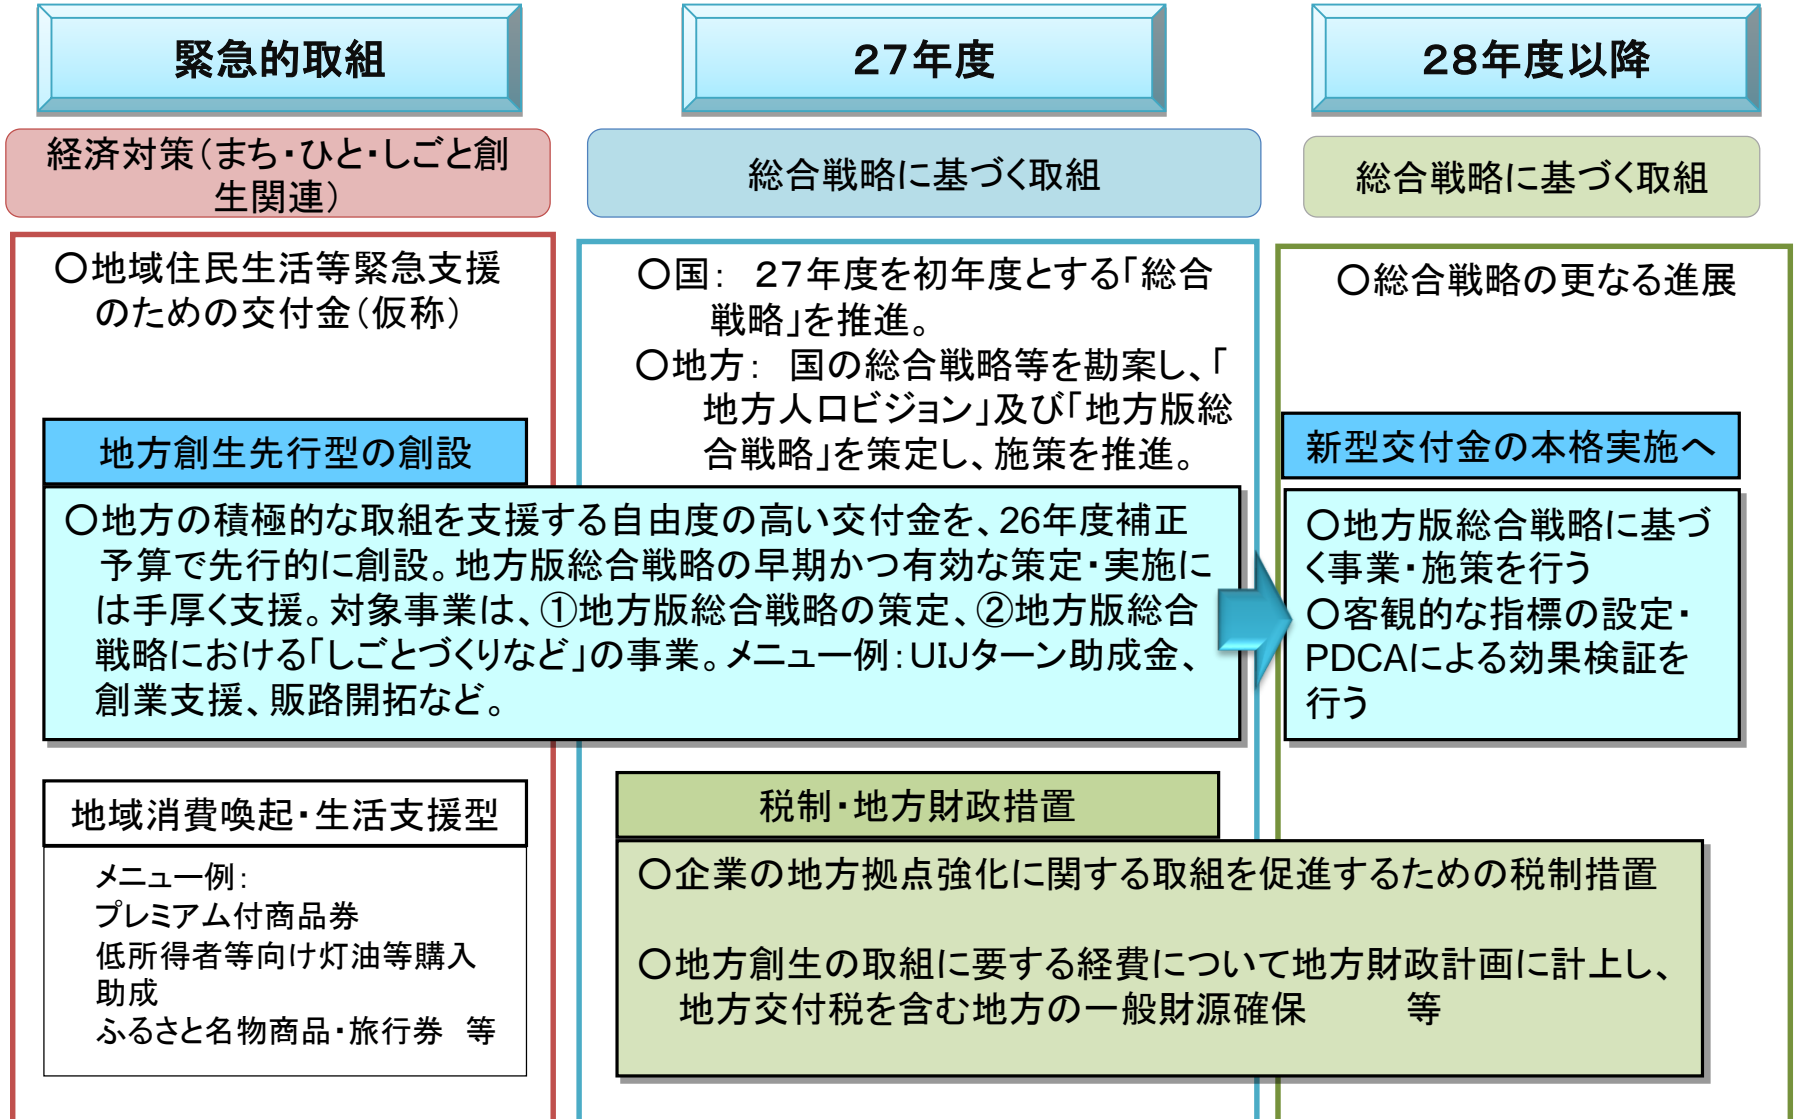 緊急的取組
27年度
28年度以降
経済対策(まち・ひと・しごと創
生関連)
総合戦略に基づく取組
総合戦略に基づく取組
〇地域住民生活等緊急支援
のための交付金(仮称)
〇国: 27年度を初年度とする「総合
戦略」を推進。
〇地方: 国の総合戦略等を勘案し、「
地方人口ビジョン」及び「地方版総
合戦略」を策定し、施策を推進。
〇総合戦略の更なる進展
地方創生先行型の創設
〇地方の積極的な取組を支援する自由度の高い交付金を、26年度補正
予算で先行的に創設。地方版総合戦略の早期かつ有効な策定・実施に
は手厚く支援。対象事業は、①地方版総合戦略の策定、②地方版総合
戦略における「しごとづくりなど」の事業。メニュー例:UIJターン助成金、
創業支援、販路開拓など。
新型交付金の本格実施へ
〇地方版総合戦略に基づ
く事業・施策を行う
〇客観的な指標の設定・
PDCAによる効果検証を
行う
地域消費喚起・生活支援型
メニュー例:
プレミアム付商品券
低所得者等向け灯油等購入
助成
ふるさと名物商品・旅行券 等
税制・地方財政措置
〇企業の地方拠点強化に関する取組を促進するための税制措置
〇地方創生の取組に要する経費について地方財政計画に計上し、
地方交付税を含む地方の一般財源確保 等